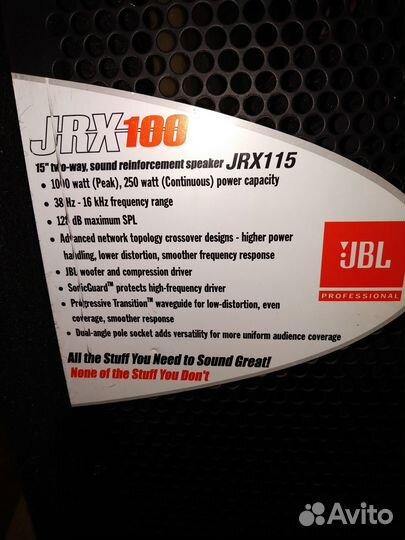 JRX100
15" two-way, sound reinforcement speaker JRX115
• 1000 watt (Peak), 250 watt (Continuous) power capacity
• 38 Hz - 16 kHz frequency range
• 128 dB maximum SPL
• Advanced network topology crossover designs - higher power
handling, lower distortion, smoother frequency response
• JBL woofer and compression driver
• SonicGuard™ protects high-frequency driver
• Progressive Transition™ waveguide for low-distortion, even
coverage, smoother response
• Dual-angle pole socket adds versatility for more uniform audience coverage
JBL
PROFESSIONAL
All the Stuff You Need to Sound Great!
None of the Stuff You Don't
Avito